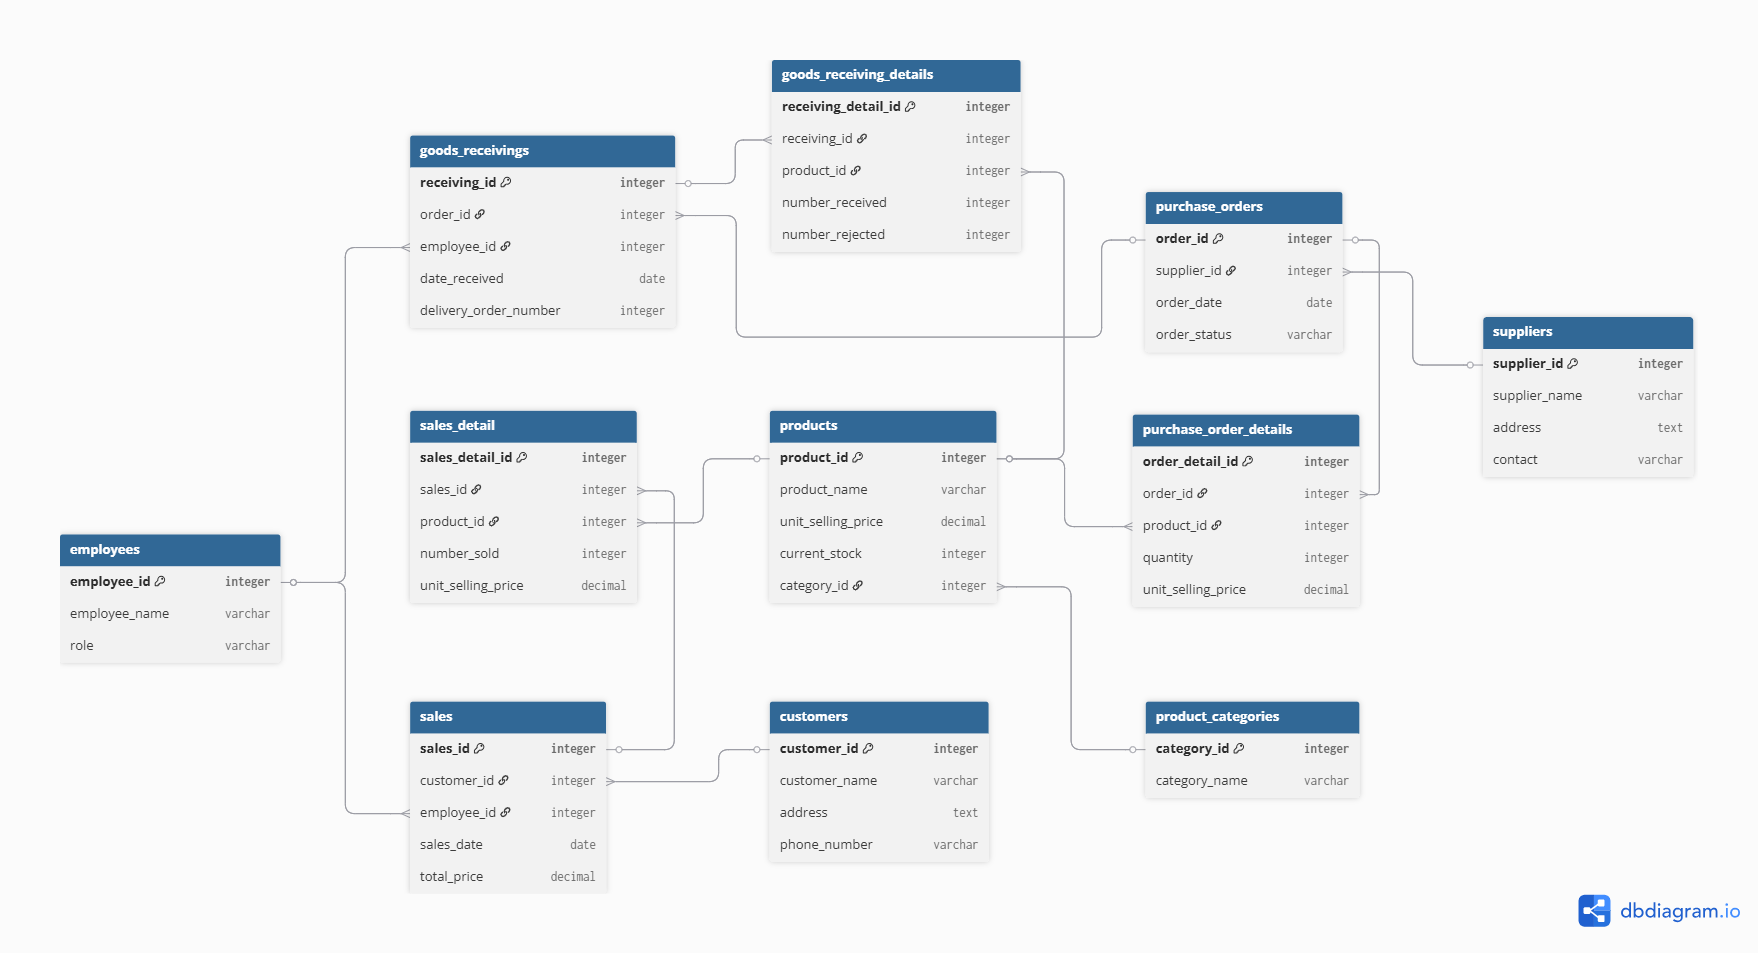 goods_receiving_details
receiving_detail_id integer
receiving_id integer
product_id integer
number_received integer
number_rejected integer
goods_receivings
receiving_id integer
order_id integer
employee_id integer
date_received date
delivery_order_number integer
purchase_orders
order_id integer
supplier_id integer
order_date date
order_status varchar
suppliers
supplier_id integer
supplier_name varchar
address text
contact varchar
sales_detail
sales_detail_id integer
sales_id integer
product_id integer
number_sold integer
unit_selling_price decimal
products
product_id integer
product_name varchar
unit_selling_price decimal
current_stock integer
category_id integer
purchase_order_details
order_detail_id integer
order_id integer
product_id integer
quantity integer
unit_selling_price decimal
employees
employee_id integer
employee_name varchar
role varchar
sales
sales_id integer
customer_id integer
employee_id integer
sales_date date
total_price decimal
customers
customer_id integer
customer_name varchar
address text
phone_number varchar
product_categories
category_id integer
category_name varchar
dbdiagram.io